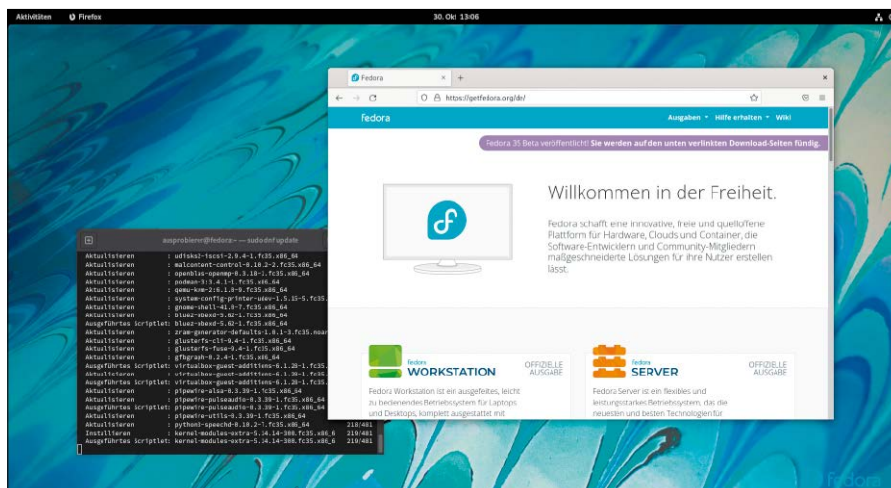 Aktivitäten Firefox 30. Okt 13:06
Fedora
https://getfedora.org/de/
fedora Ausgaben Hilfe erhalten Wiki
Fedora 35 Beta veröffentlicht! Sie werden auf den unten verlinkten Download-Seiten fündig.
Willkommen in der Freiheit.
Fedora schafft eine innovative, freie und quelloffene
Plattform für Hardware, Clouds und Container, die
Software-Entwicklern und Community-Mitgliedern
maßgeschneiderte Lösungen für ihre Nutzer erstellen
lässt.
fedora
WORKSTATION
OFFIZIELLE
AUSGABE
Fedora Workstation ist ein ausgefeiltes, leicht
zu bedienendes Betriebssystem für Laptops
und Desktops, komplett ausgestattet mit
fedora
SERVER
OFFIZIELLE
AUSGABE
Fedora Server ist ein flexibles und
leistungsstarkes Betriebssystem, das die
neuesten und besten Technologien für
ausprobierer@fedora:~ — sudo dnf update
Aktualisieren : udisks2-iscsi-2.9.4-1.fc35.x86_64
Aktualisieren : malcontent-control-0.10.2-2.fc35.x86_64
Aktualisieren : openblas-openmp-0.3.18-1.fc35.x86_64
Aktualisieren : podman-3:3.4.1-1.fc35.x86_64
Aktualisieren : qemu-kvm-2:6.1.0-9.fc35.x86_64
Aktualisieren : system-config-printer-udev-1.5.15-5.fc35.
Aktualisieren : gnome-shell-41.0-7.fc35.x86_64
Aktualisieren : bluez-obexd-5.62-1.fc35.x86_64
Ausgeführtes Scriptlet: bluez-obexd-5.62-1.fc35.x86_64
Aktualisieren : zram-generator-defaults-1.0.1-3.fc35.noar
Aktualisieren : glusterfs-cli-9.4-1.fc35.x86_64
Aktualisieren : glusterfs-fuse-9.4-1.fc35.x86_64
Aktualisieren : gfbgraph-0.2.4-1.fc35.x86_64
Ausgeführtes Scriptlet: virtualbox-guest-additions-6.1.28-1.fc35.
Aktualisieren : virtualbox-guest-additions-6.1.28-1.fc35.
Ausgeführtes Scriptlet: virtualbox-guest-additions-6.1.28-1.fc35.
Aktualisieren : pipewire-alsa-0.3.39-1.fc35.x86_64
Aktualisieren : pipewire-pulseaudio-0.3.39-1.fc35.x86_64
Ausgeführtes Scriptlet: pipewire-pulseaudio-0.3.39-1.fc35.x86_64
Aktualisieren : pipewire-utils-0.3.39-1.fc35.x86_64
Aktualisieren : python3-speechd-0.10.2-7.fc35.x86_64 218/481
Installieren : kernel-modules-extra-5.14.14-300.fc35.x86_6 219/481
Ausgeführtes Scriptlet: kernel-modules-extra-5.14.14-300.fc35.x86_6 219/481
fedora